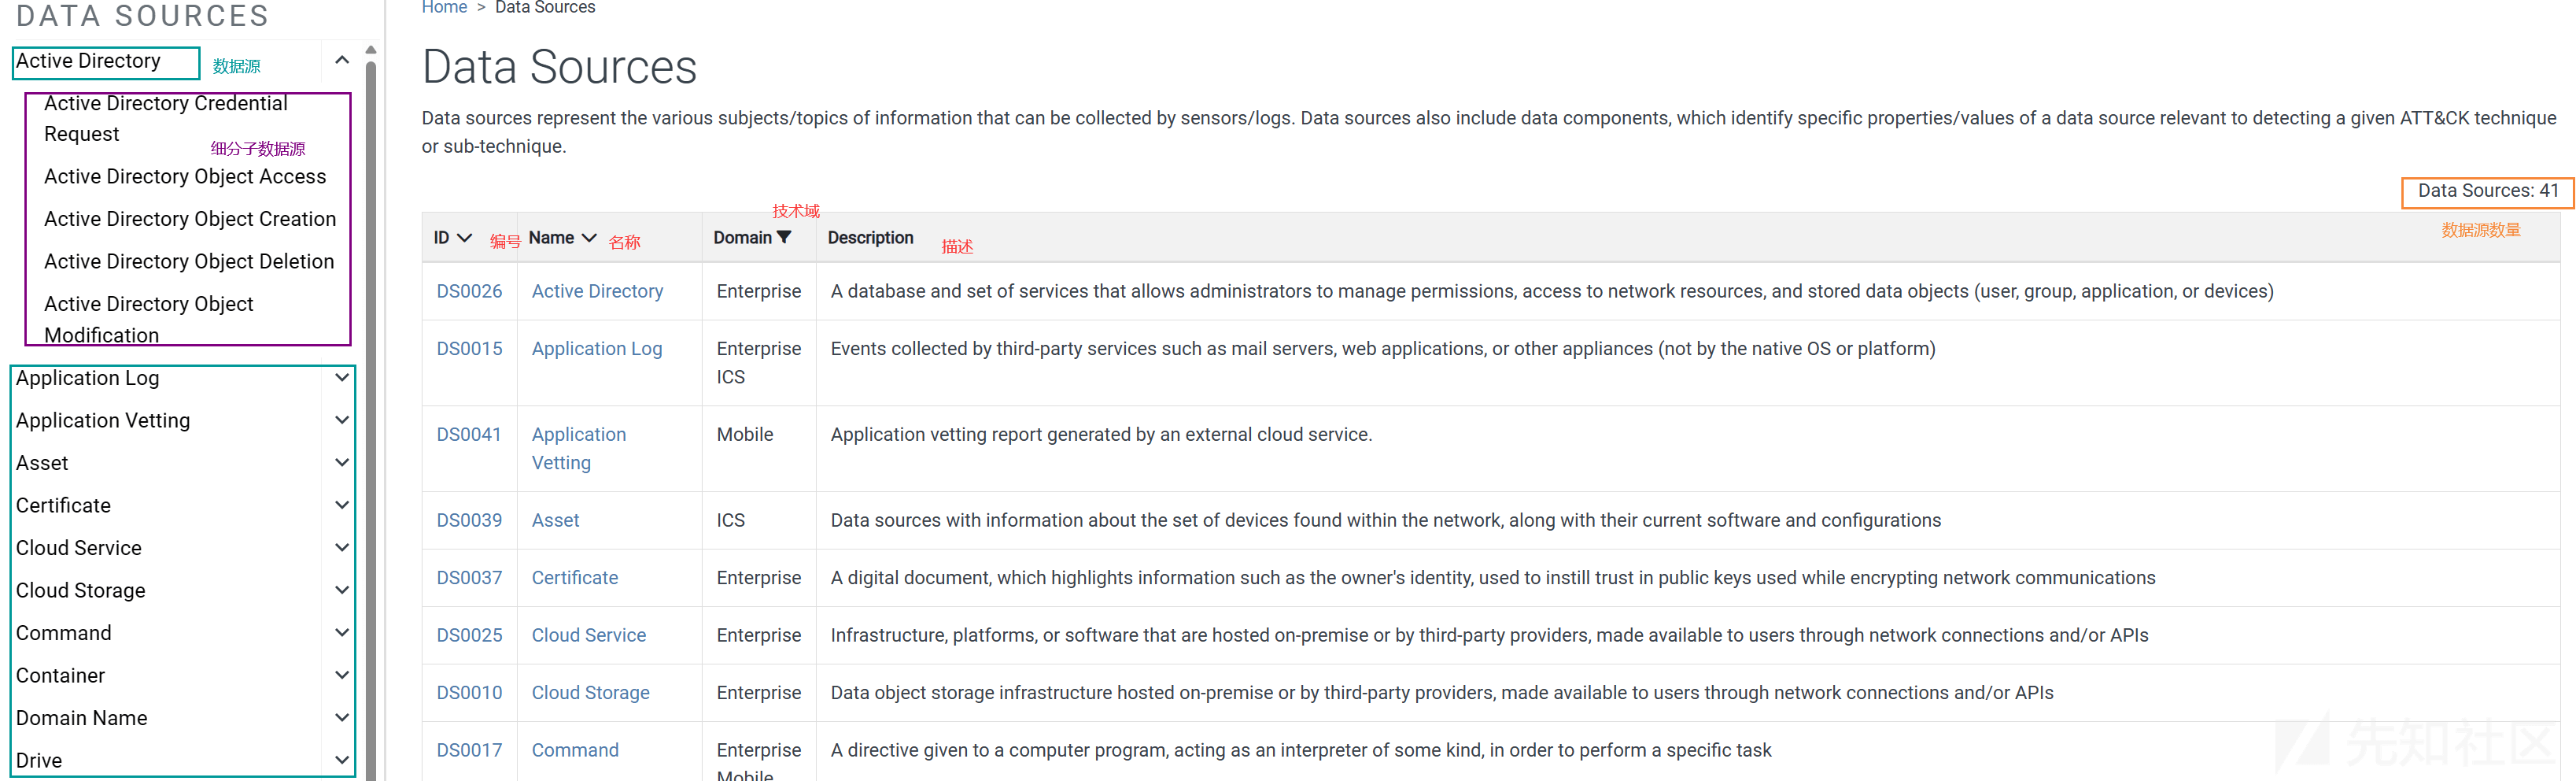 DATA SOURCES
Active Directory
数据源
Active Directory Credential
Request
细分子数据源
Active Directory Object Access
Active Directory Object Creation
Active Directory Object Deletion
Active Directory Object
Modification
Application Log
Application Vetting
Asset
Certificate
Cloud Service
Cloud Storage
Command
Container
Domain Name
Drive
Home > Data Sources
Data Sources
Data sources represent the various subjects/topics of information that can be collected by sensors/logs. Data sources also include data components, which identify specific properties/values of a data source relevant to detecting a given ATT&CK technique
or sub-technique.
Data Sources: 41
数据源数量
技术域
ID 编号 Name 名称 Domain Description 描述
DS0026 Active Directory Enterprise A database and set of services that allows administrators to manage permissions, access to network resources, and stored data objects (user, group, application, or devices)
DS0015 Application Log Enterprise Events collected by third-party services such as mail servers, web applications, or other appliances (not by the native OS or platform)
ICS
DS0041 Application Mobile Application vetting report generated by an external cloud service.
Vetting
DS0039 Asset ICS Data sources with information about the set of devices found within the network, along with their current software and configurations
DS0037 Certificate Enterprise A digital document, which highlights information such as the owner's identity, used to instill trust in public keys used while encrypting network communications
DS0025 Cloud Service Enterprise Infrastructure, platforms, or software that are hosted on-premise or by third-party providers, made available to users through network connections and/or APIs
DS0010 Cloud Storage Enterprise Data object storage infrastructure hosted on-premise or by third-party providers, made available to users through network connections and/or APIs
DS0017 Command Enterprise A directive given to a computer program, acting as an interpreter of some kind, in order to perform a specific task
Mobile
先知社区